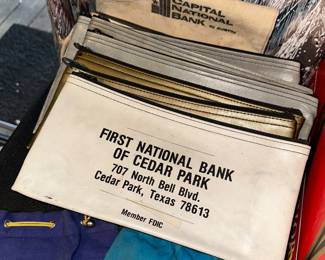 CAPITAL
NATIONAL
BANK
FIRST NATIONAL BANK
OF CEDAR PARK
707 North Bell Blvd.
Cedar Park, Texas 78613
Member FDIC